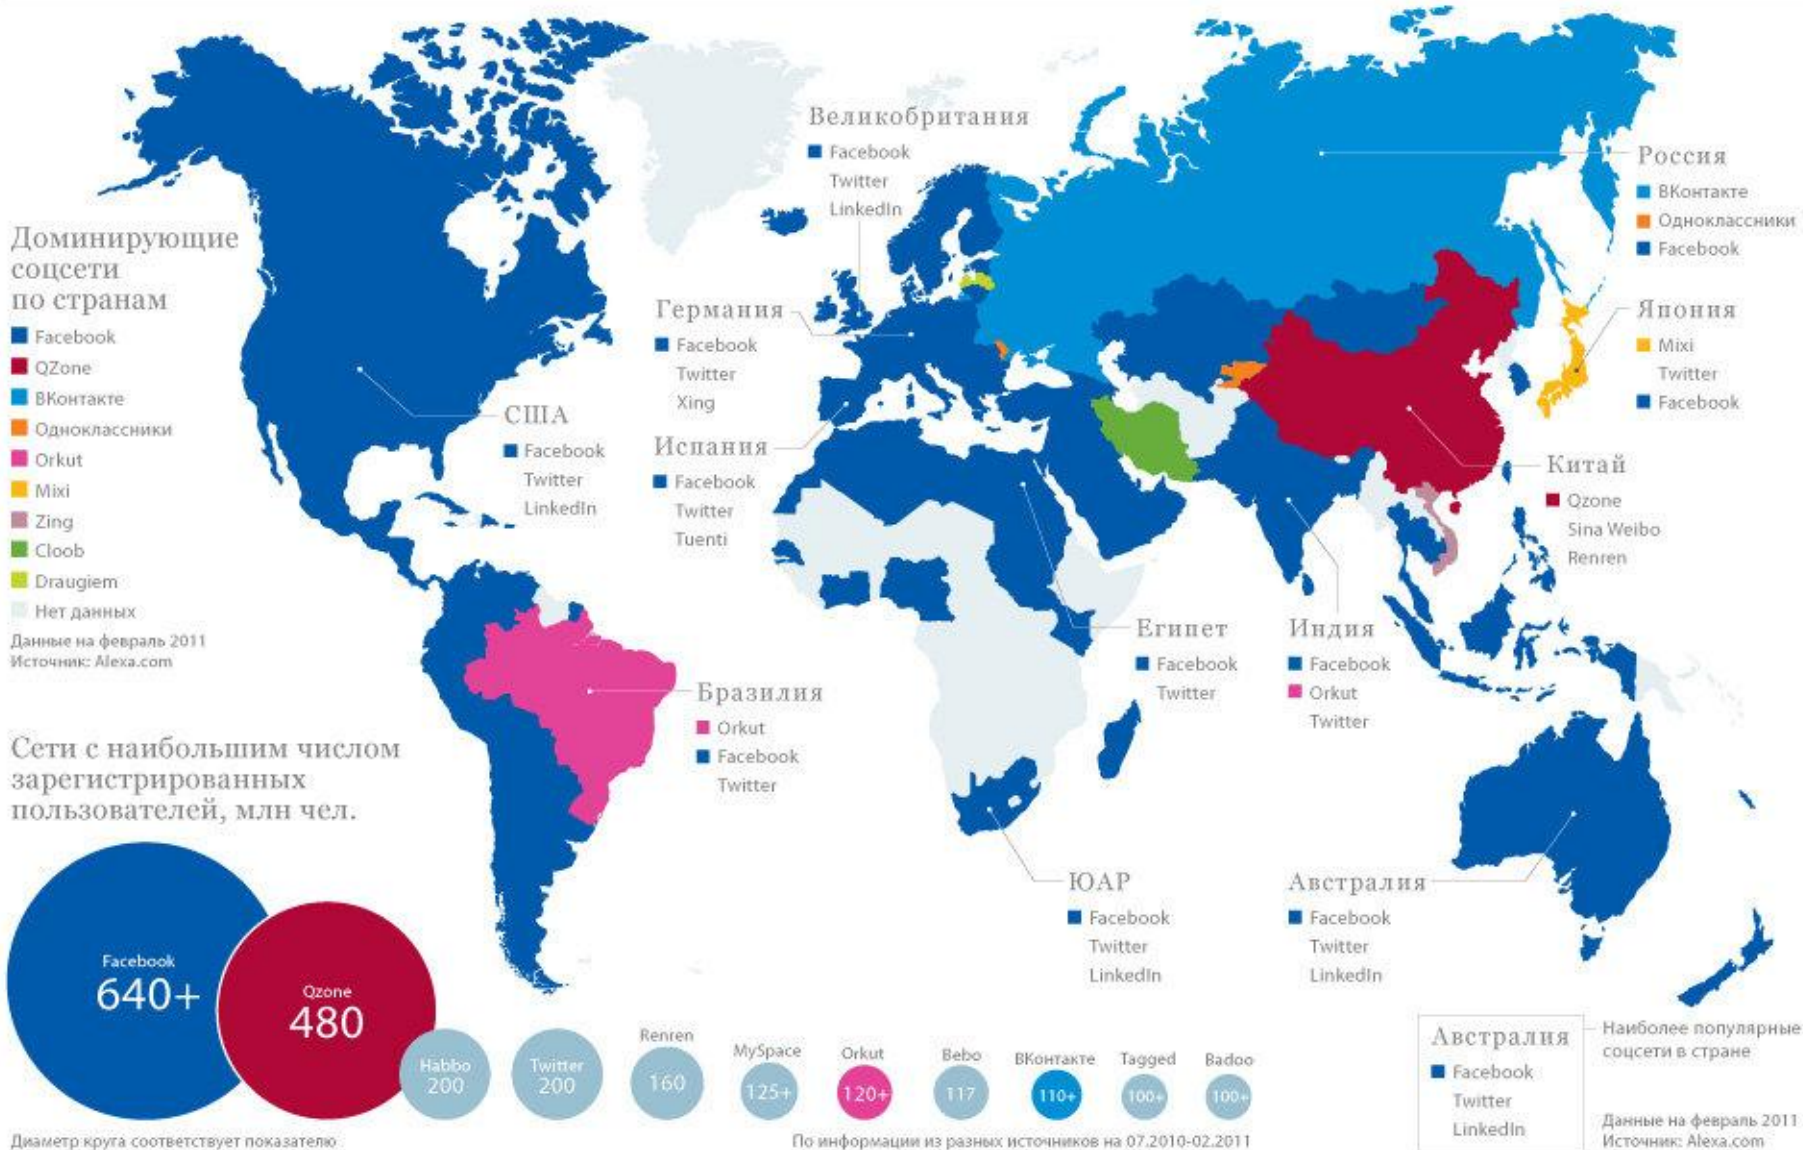 Великобритания
Facebook
Twitter
LinkedIn
Россия
ВКонтакте
Одноклассники
Facebook
Доминирующие
соцсети
по странам
Facebook
QZone
ВКонтакте
Одноклассники
Orkut
Mixi
Zing
Cloob
Draugiem
Нет данных
Данные на февраль 2011
Источник: Alexa.com
Германия
Facebook
Twitter
Xing
Япония
Mixi
Twitter
Facebook
США
Facebook
Twitter
LinkedIn
Испания
Facebook
Twitter
Tuenti
Китай
Qzone
Sina Weibo
Renren
Египет
Facebook
Twitter
Индия
Facebook
Orkut
Twitter
Бразилия
Orkut
Facebook
Twitter
ЮАР
Facebook
Twitter
LinkedIn
Австралия
Facebook
Twitter
LinkedIn
Сети с наибольшим числом
зарегистрированных
пользователей, млн чел.
Facebook
640+
Qzone
480
Habbo
200
Twitter
200
Renren
160
MySpace
125+
Orkut
120+
Bebo
117
ВКонтакте
110+
Tagged
100+
Badoo
100+
Диаметр круга соответствует показателю
По информации из разных источников на 07.2010-02.2011
Австралия
Facebook
Twitter
LinkedIn
Наиболее популярные
соцсети в стране
Данные на февраль 2011
Источник: Alexa.com